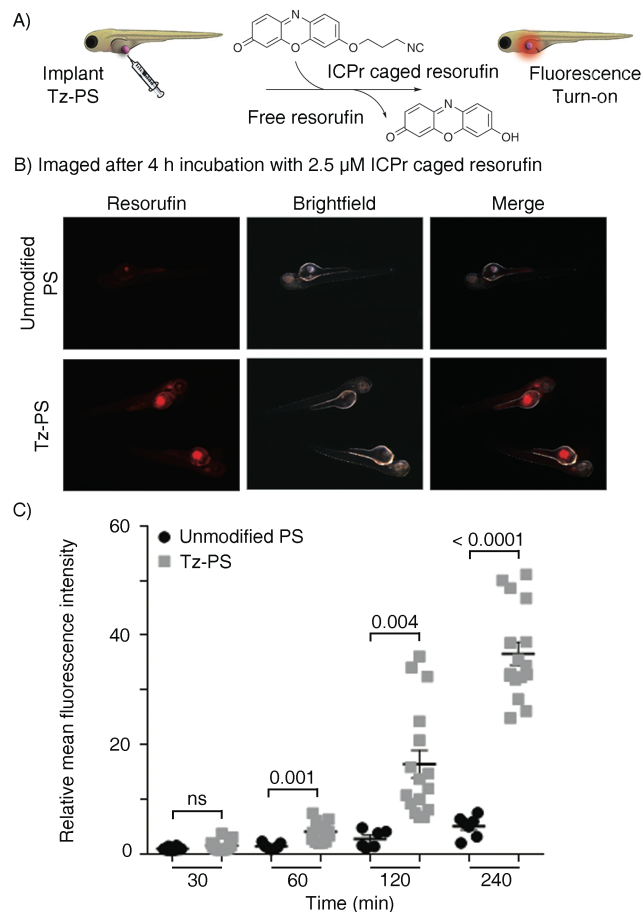 A)
Implant
Tz-PS
O
N
O
O
NC
ICPr caged resorufin
Free resorufin
O
N
O
OH
Fluorescence
Turn-on
B) Imaged after 4 h incubation with 2.5 µM ICPr caged resorufin
Resorufin
Brightfield
Merge
Unmodified
PS
Tz-PS
C)
Relative mean fluorescence intensity
60
40
20
0
Unmodified PS
Tz-PS
ns
0.001
0.004
< 0.0001
30
60
120
240
Time (min)